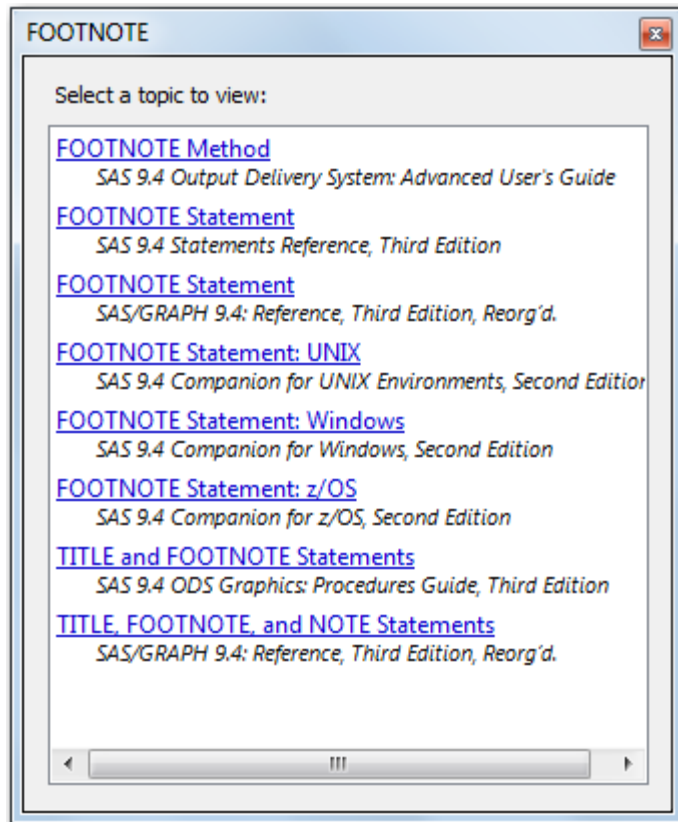 FOOTNOTE
Select a topic to view:
FOOTNOTE Method
SAS 9.4 Output Delivery System: Advanced User's Guide
FOOTNOTE Statement
SAS 9.4 Statements Reference, Third Edition
FOOTNOTE Statement
SAS/GRAPH 9.4: Reference, Third Edition, Reorg'd.
FOOTNOTE Statement: UNIX
SAS 9.4 Companion for UNIX Environments, Second Edition
FOOTNOTE Statement: Windows
SAS 9.4 Companion for Windows, Second Edition
FOOTNOTE Statement: z/OS
SAS 9.4 Companion for z/OS, Second Edition
TITLE and FOOTNOTE Statements
SAS 9.4 ODS Graphics: Procedures Guide, Third Edition
TITLE, FOOTNOTE, and NOTE Statements
SAS/GRAPH 9.4: Reference, Third Edition, Reorg'd.